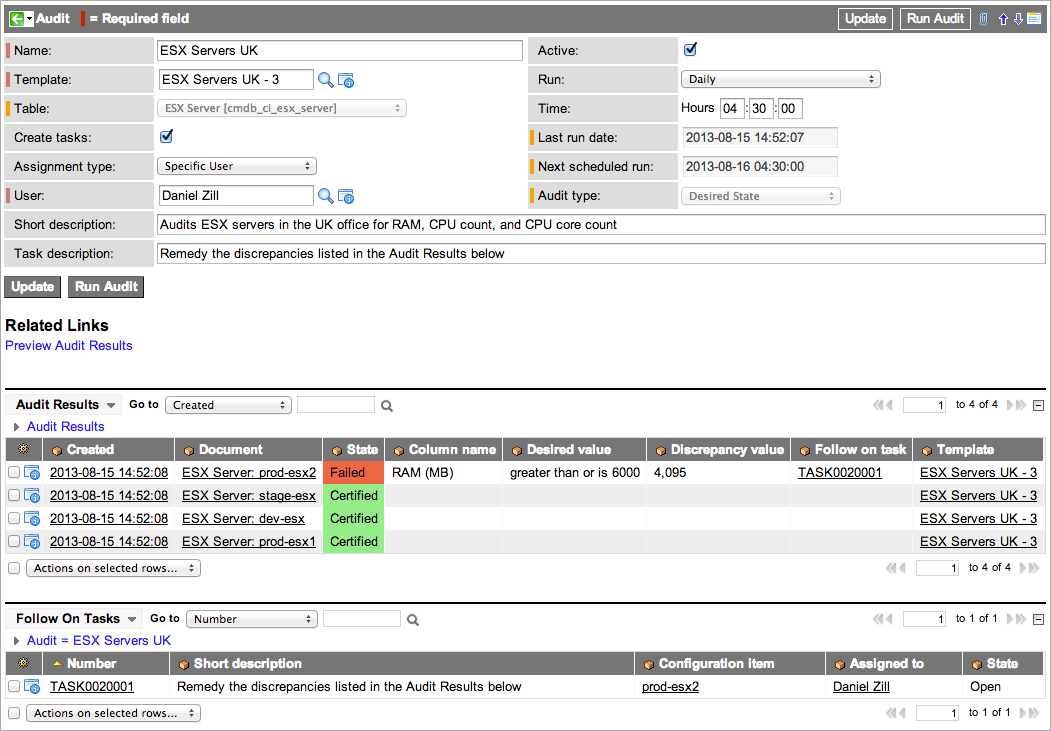 Audit = Required field Update Run Audit
Name: ESX Servers UK Active:
Template: ESX Servers UK - 3 Run: Daily
Table: ESX Server [cmdb_ci_esx_server] Time: Hours 04 : 30 : 00
Create tasks: Last run date: 2013-08-15 14:52:07
Assignment type: Specific User Next scheduled run: 2013-08-16 04:30:00
User: Daniel Zill Audit type: Desired State
Short description: Audits ESX servers in the UK office for RAM, CPU count, and CPU core count
Task description: Remedy the discrepancies listed in the Audit Results below
Update Run Audit
Related Links
Preview Audit Results
Audit Results Go to Created 1 to 4 of 4
Audit Results
Created Document State Column name Desired value Discrepancy value Follow on task Template
2013-08-15 14:52:08 ESX Server: prod-esx2 Failed RAM (MB) greater than or is 6000 4,095 TASK0020001 ESX Servers UK - 3
2013-08-15 14:52:08 ESX Server: stage-esx Certified ESX Servers UK - 3
2013-08-15 14:52:08 ESX Server: dev-esx Certified ESX Servers UK - 3
2013-08-15 14:52:08 ESX Server: prod-esx1 Certified ESX Servers UK - 3
Actions on selected rows... 1 to 4 of 4
Follow On Tasks Go to Number 1 to 1 of 1
Audit = ESX Servers UK
Number Short description Configuration item Assigned to State
TASK0020001 Remedy the discrepancies listed in the Audit Results below prod-esx2 Daniel Zill Open
Actions on selected rows... 1 to 1 of 1